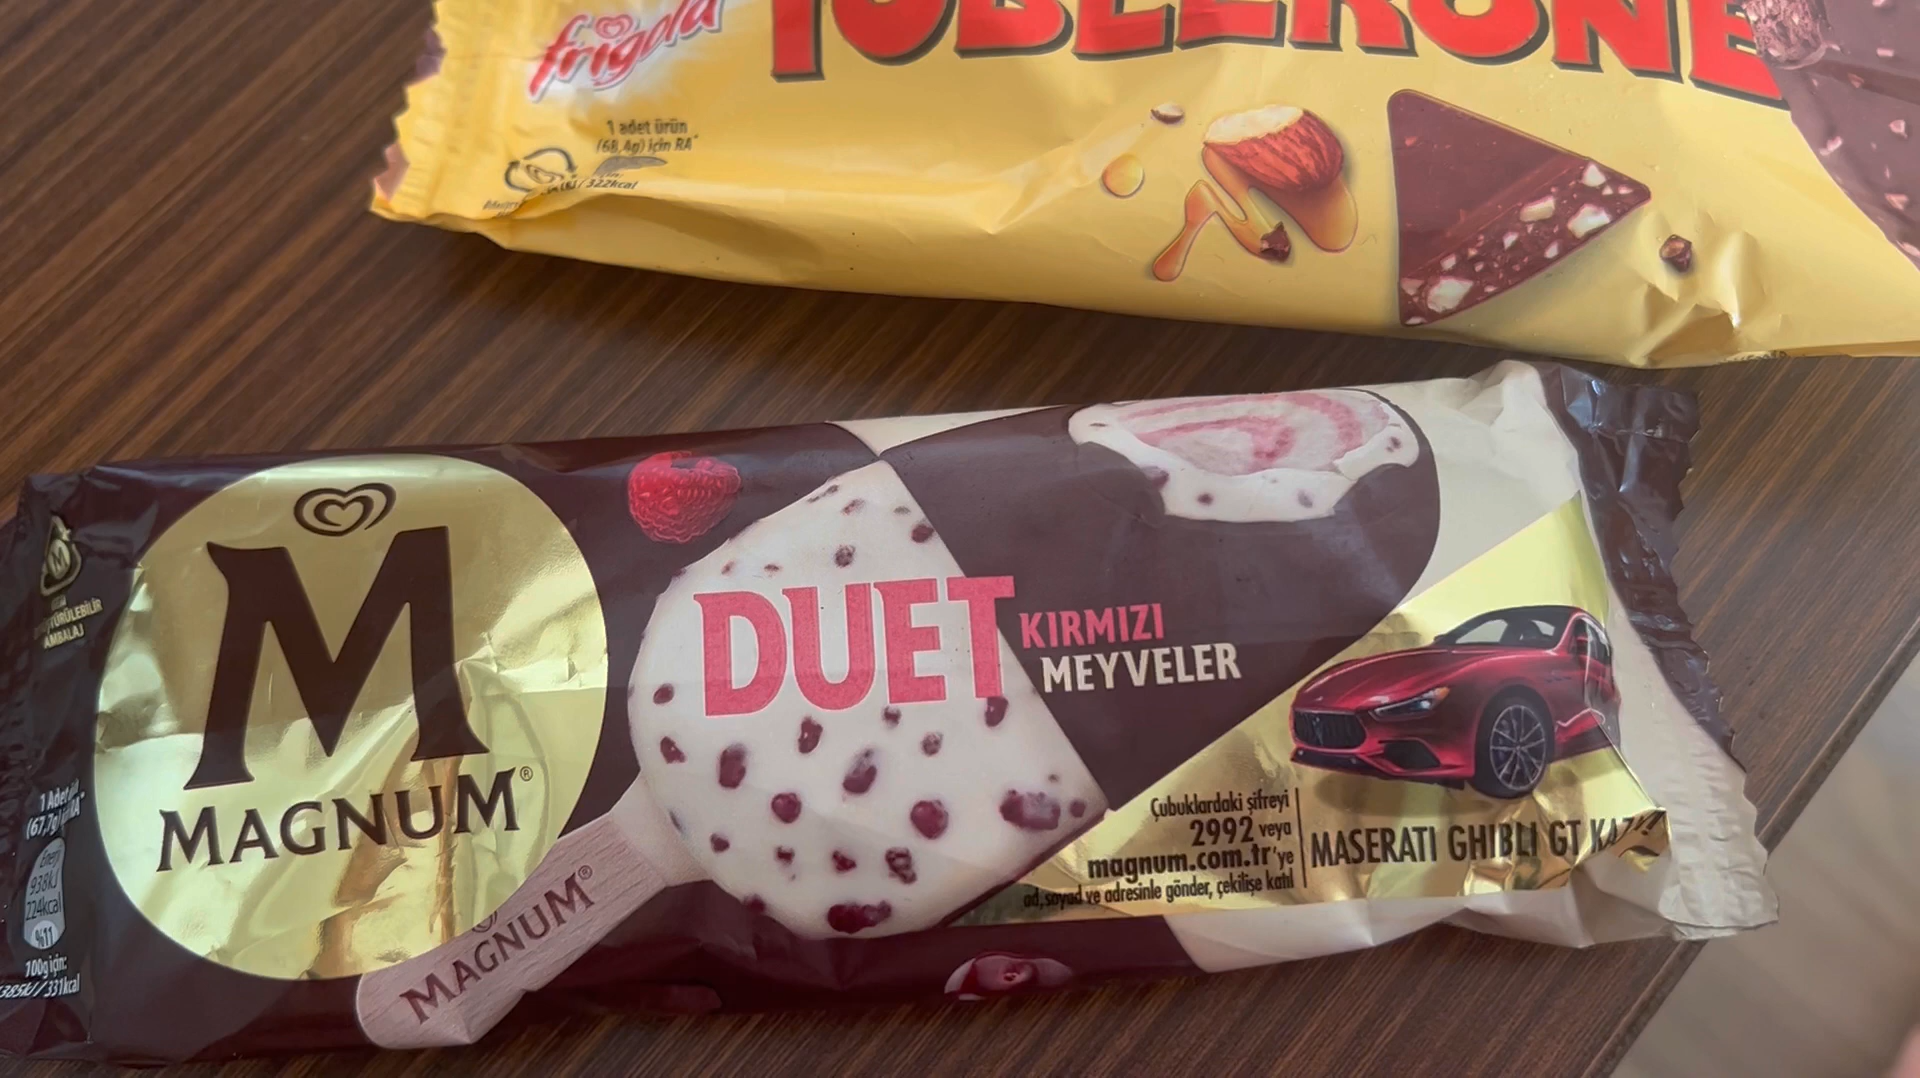 frigola
TOBLERONE
1 adet ürün
(68,4g) için RA*
322kcal
M
MAGNUM®
DUET
KIRMIZI
MEYVELER
AMBALAJ
1 Adet
(67,7g)
Enerji
938kJ
224kcal
%11
100g için:
331kcal
Çubuklardaki şifreyi
2992 veya
magnum.com.tr'ye
ad, soyad ve adresinle gönder, çekilişe katıl
MASERATI GHIBLI GT
MAGNUM®